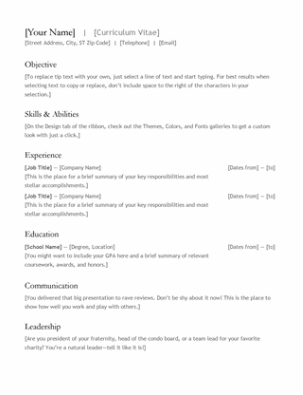 [Your Name] | [Curriculum Vitae]
[Street Address, City, ST Zip Code] | [Telephone] | [Email]
Objective
[To replace tip text with your own, just select a line of text and start typing. For best results when
selecting text to copy or replace, don't include space to the right of the characters in your
selection.]
Skills & Abilities
[On the Design tab of the ribbon, check out the Themes, Colors, and Fonts galleries to get a custom
look with just a click.]
Experience
[Job Title] — [Company Name] [Dates from] — [to]
[This is the place for a brief summary of your key responsibilities and most
stellar accomplishments.]
[Job Title] — [Company Name] [Dates from] — [to]
[This is the place for a brief summary of your key responsibilities and most
stellar accomplishments.]
Education
[School Name] — [Degree, Location] [Dates from] — [to]
[You might want to include your GPA here and a brief summary of relevant
coursework, awards, and honors.]
Communication
[You delivered that big presentation to rave reviews. Don't be shy about it now! This is the place to
show how well you work and play with others.]
Leadership
[Are you president of your fraternity, head of the condo board, or a team lead for your favorite
charity? You're a natural leader—tell it like it is!]